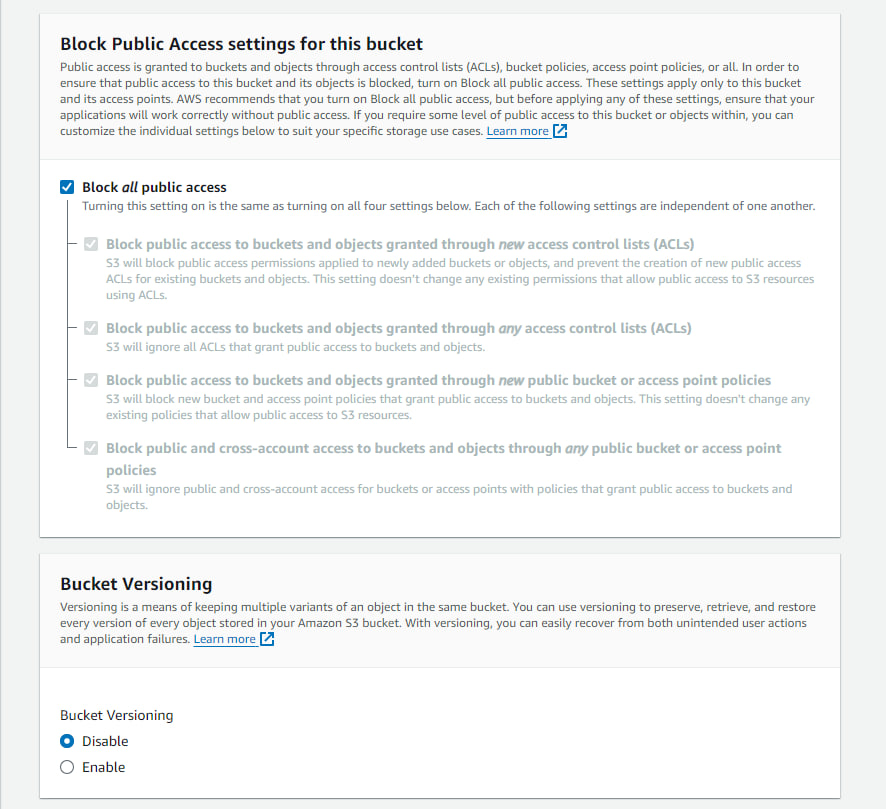 Block Public Access settings for this bucket
Public access is granted to buckets and objects through access control lists (ACLs), bucket policies, access point policies, or all. In order to
ensure that public access to this bucket and its objects is blocked, turn on Block all public access. These settings apply only to this bucket
and its access points. AWS recommends that you turn on Block all public access, but before applying any of these settings, ensure that your
applications will work correctly without public access. If you require some level of public access to this bucket or objects within, you can
customize the individual settings below to suit your specific storage use cases. Learn more
Block all public access
Turning this setting on is the same as turning on all four settings below. Each of the following settings are independent of one another.
Block public access to buckets and objects granted through new access control lists (ACLs)
S3 will block public access permissions applied to newly added buckets or objects, and prevent the creation of new public access
ACLs for existing buckets and objects. This setting doesn't change any existing permissions that allow public access to S3 resources
using ACLs.
Block public access to buckets and objects granted through any access control lists (ACLs)
S3 will ignore all ACLs that grant public access to buckets and objects.
Block public access to buckets and objects granted through new public bucket or access point policies
S3 will block new bucket and access point policies that grant public access to buckets and objects. This setting doesn't change any
existing policies that allow public access to S3 resources.
Block public and cross-account access to buckets and objects through any public bucket or access point
policies
S3 will ignore public and cross-account access for buckets or access points with policies that grant public access to buckets and
objects.
Bucket Versioning
Versioning is a means of keeping multiple variants of an object in the same bucket. You can use versioning to preserve, retrieve, and restore
every version of every object stored in your Amazon S3 bucket. With versioning, you can easily recover from both unintended user actions
and application failures. Learn more
Bucket Versioning
Disable
Enable